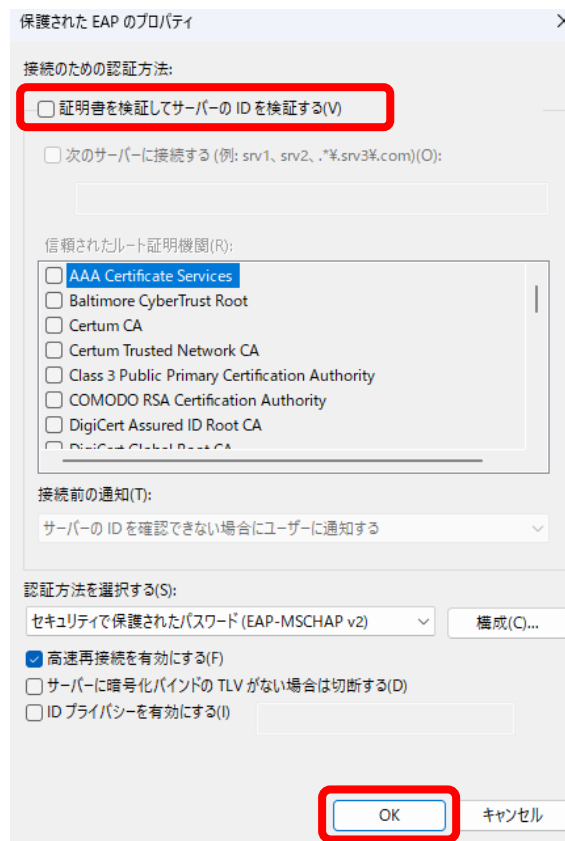 保護された EAP のプロパティ
接続のための認証方法:
証明書を検証してサーバーの ID を検証する(V)
次のサーバーに接続する (例: srv1、srv2、.*¥.srv3¥.com)(O):
信頼されたルート証明機関(R):
AAA Certificate Services
Baltimore CyberTrust Root
Certum CA
Certum Trusted Network CA
Class 3 Public Primary Certification Authority
COMODO RSA Certification Authority
DigiCert Assured ID Root CA
DigiCert Global Root CA
接続前の通知(T):
サーバーの ID を確認できない場合にユーザーに通知する
認証方法を選択する(S):
セキュリティで保護されたパスワード (EAP-MSCHAP v2)
構成(C)...
高速再接続を有効にする(F)
サーバーに暗号化バインドの TLV がない場合は切断する(D)
ID プライバシーを有効にする(I)
OK
キャンセル